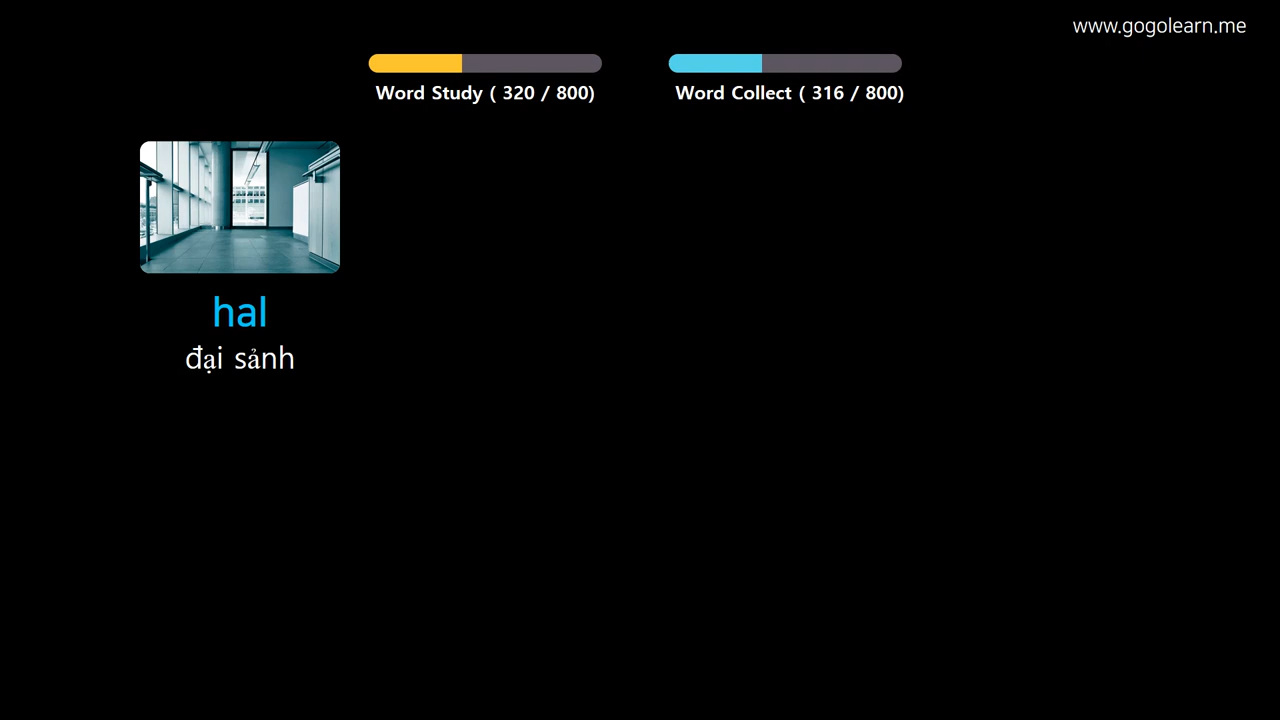 www.gogolearn.me
Word Study ( 320 / 800)
Word Collect ( 316 / 800)
hal
đại sảnh